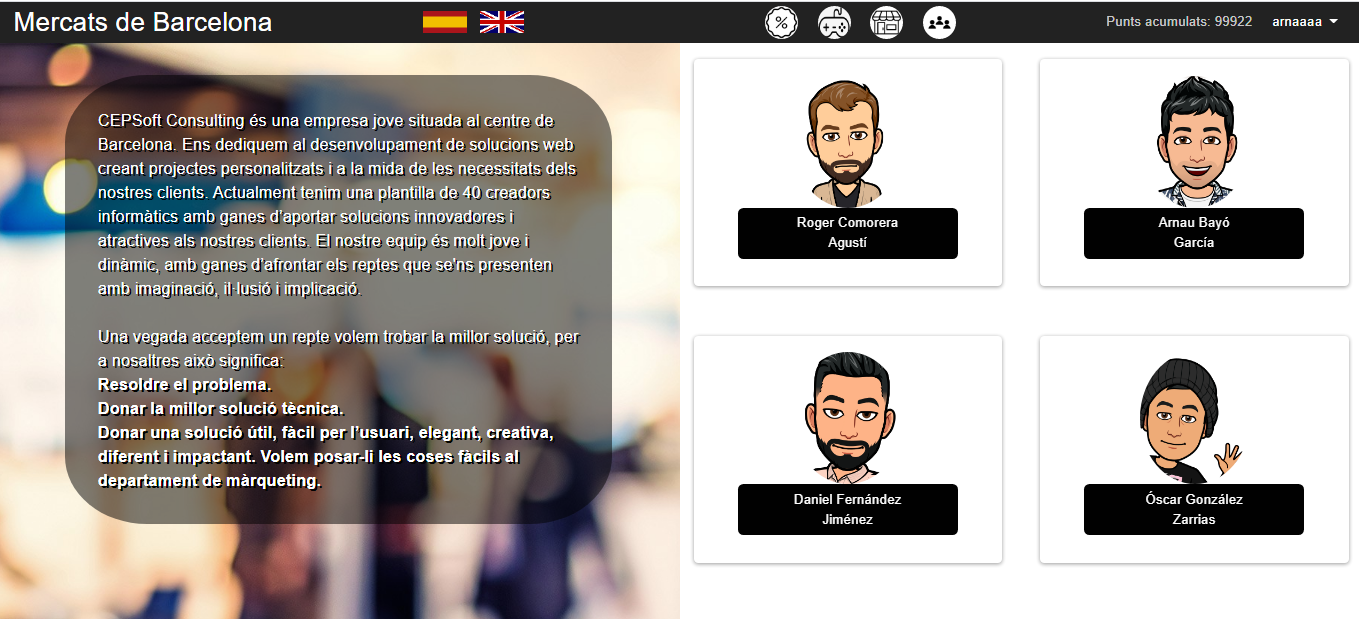 Mercats de Barcelona
%
Punts acumulats: 99922
arnaaaa
CEPSoft Consulting és una empresa jove situada al centre de
Barcelona. Ens dediquem al desenvolupament de solucions web
creant projectes personalitzats i a la mida de les necessitats dels
nostres clients. Actualment tenim una plantilla de 40 creadors
informàtics amb ganes d'aportar solucions innovadores i
atractives als nostres clients. El nostre equip és molt jove i
dinàmic, amb ganes d'afrontar els reptes que se'ns presenten
amb imaginació, il·lusió i implicació.
Una vegada acceptem un repte volem trobar la millor solució, per
a nosaltres això significa:
Resoldre el problema.
Donar la millor solució tècnica.
Donar una solució útil, fàcil per l'usuari, elegant, creativa,
diferent i impactant. Volem posar-li les coses fàcils al
departament de màrqueting.
Roger Comorera
Agustí
Arnau Bayó
García
Daniel Fernández
Jiménez
Óscar González
Zarrias